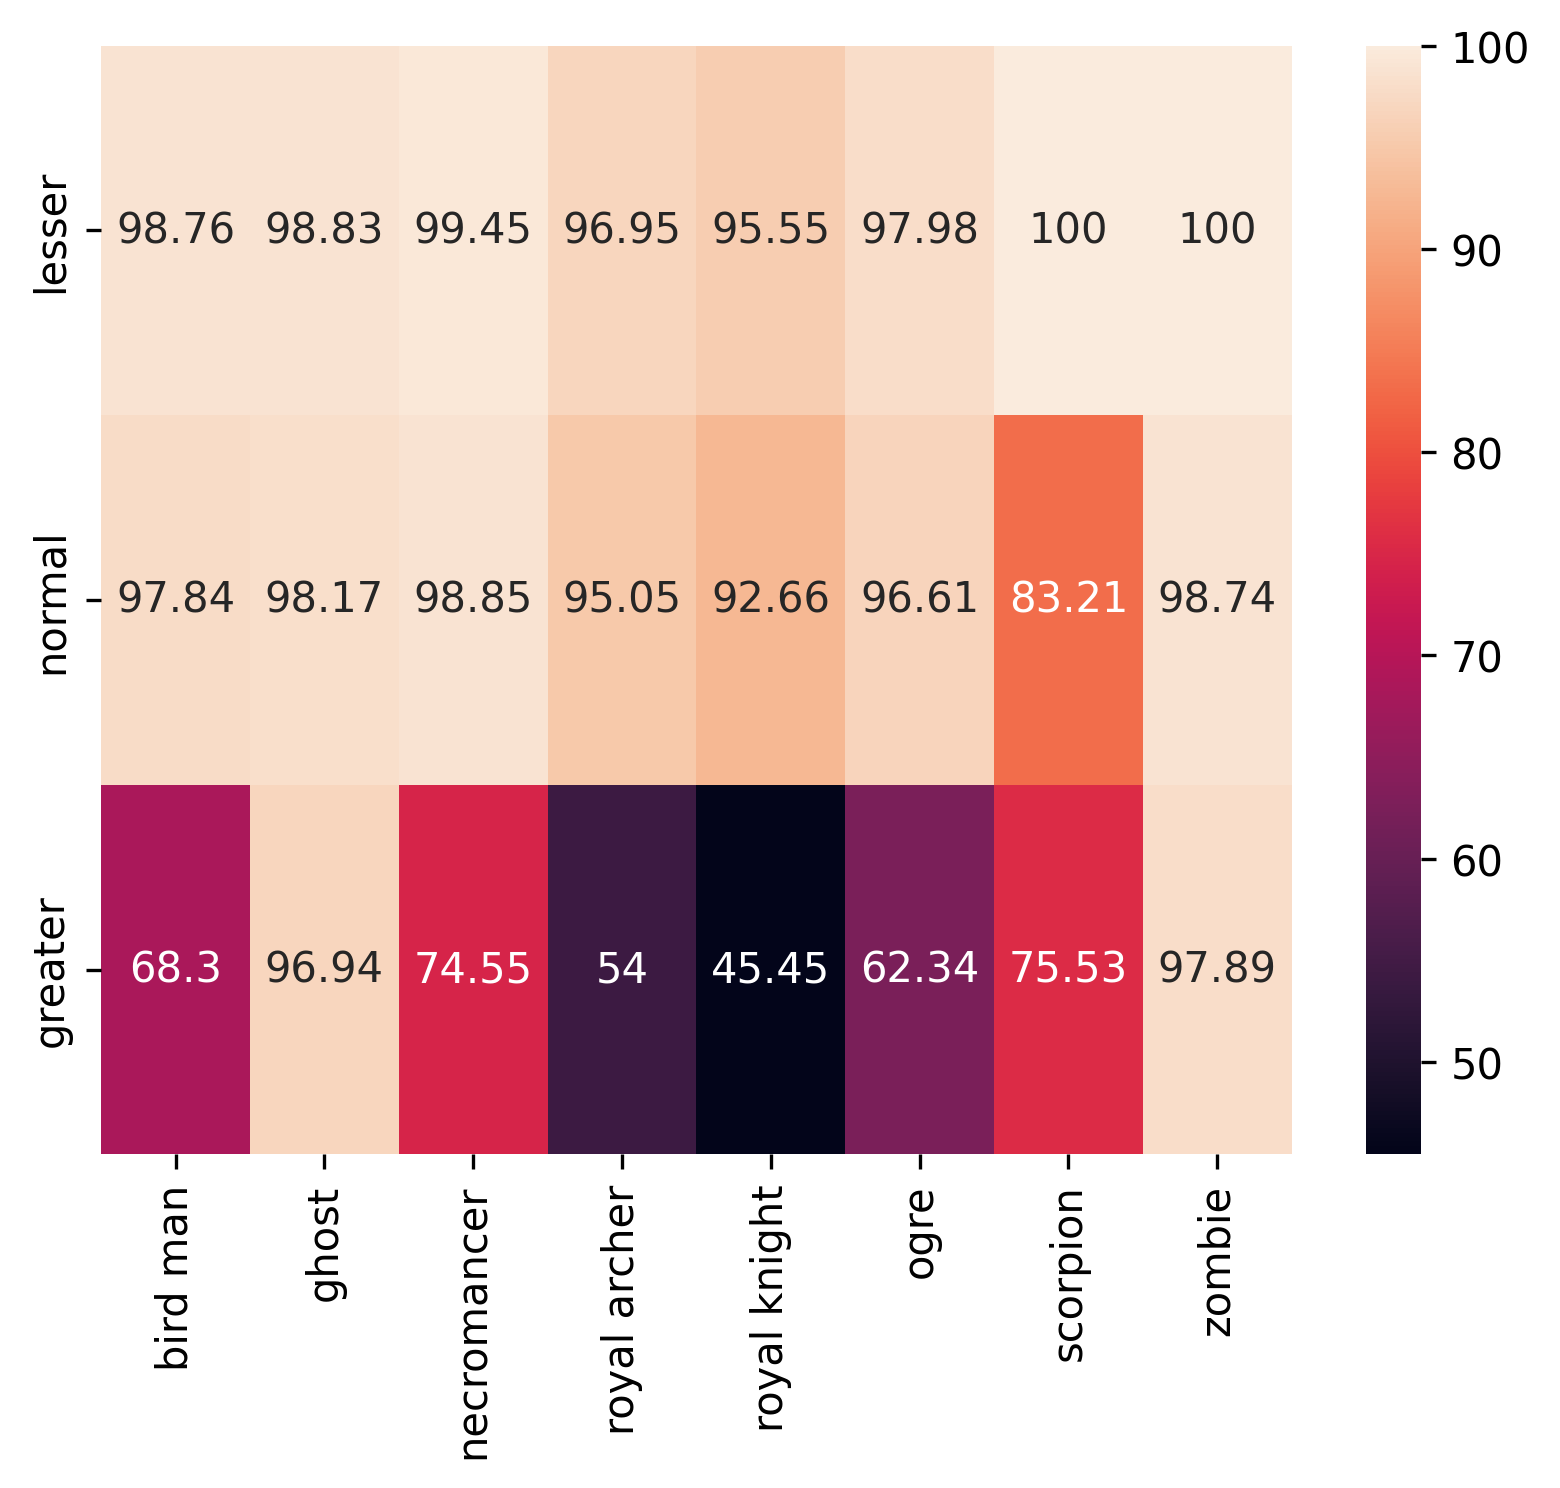 100
lesser 98.76 98.83 99.45 96.95 95.55 97.98 100 100
90
80
normal 97.84 98.17 98.85 95.05 92.66 96.61 83.21 98.74
70
60
greater 68.3 96.94 74.55 54 45.45 62.34 75.53 97.89
50
bird man
ghost
necromancer
royal archer
royal knight
ogre
scorpion
zombie